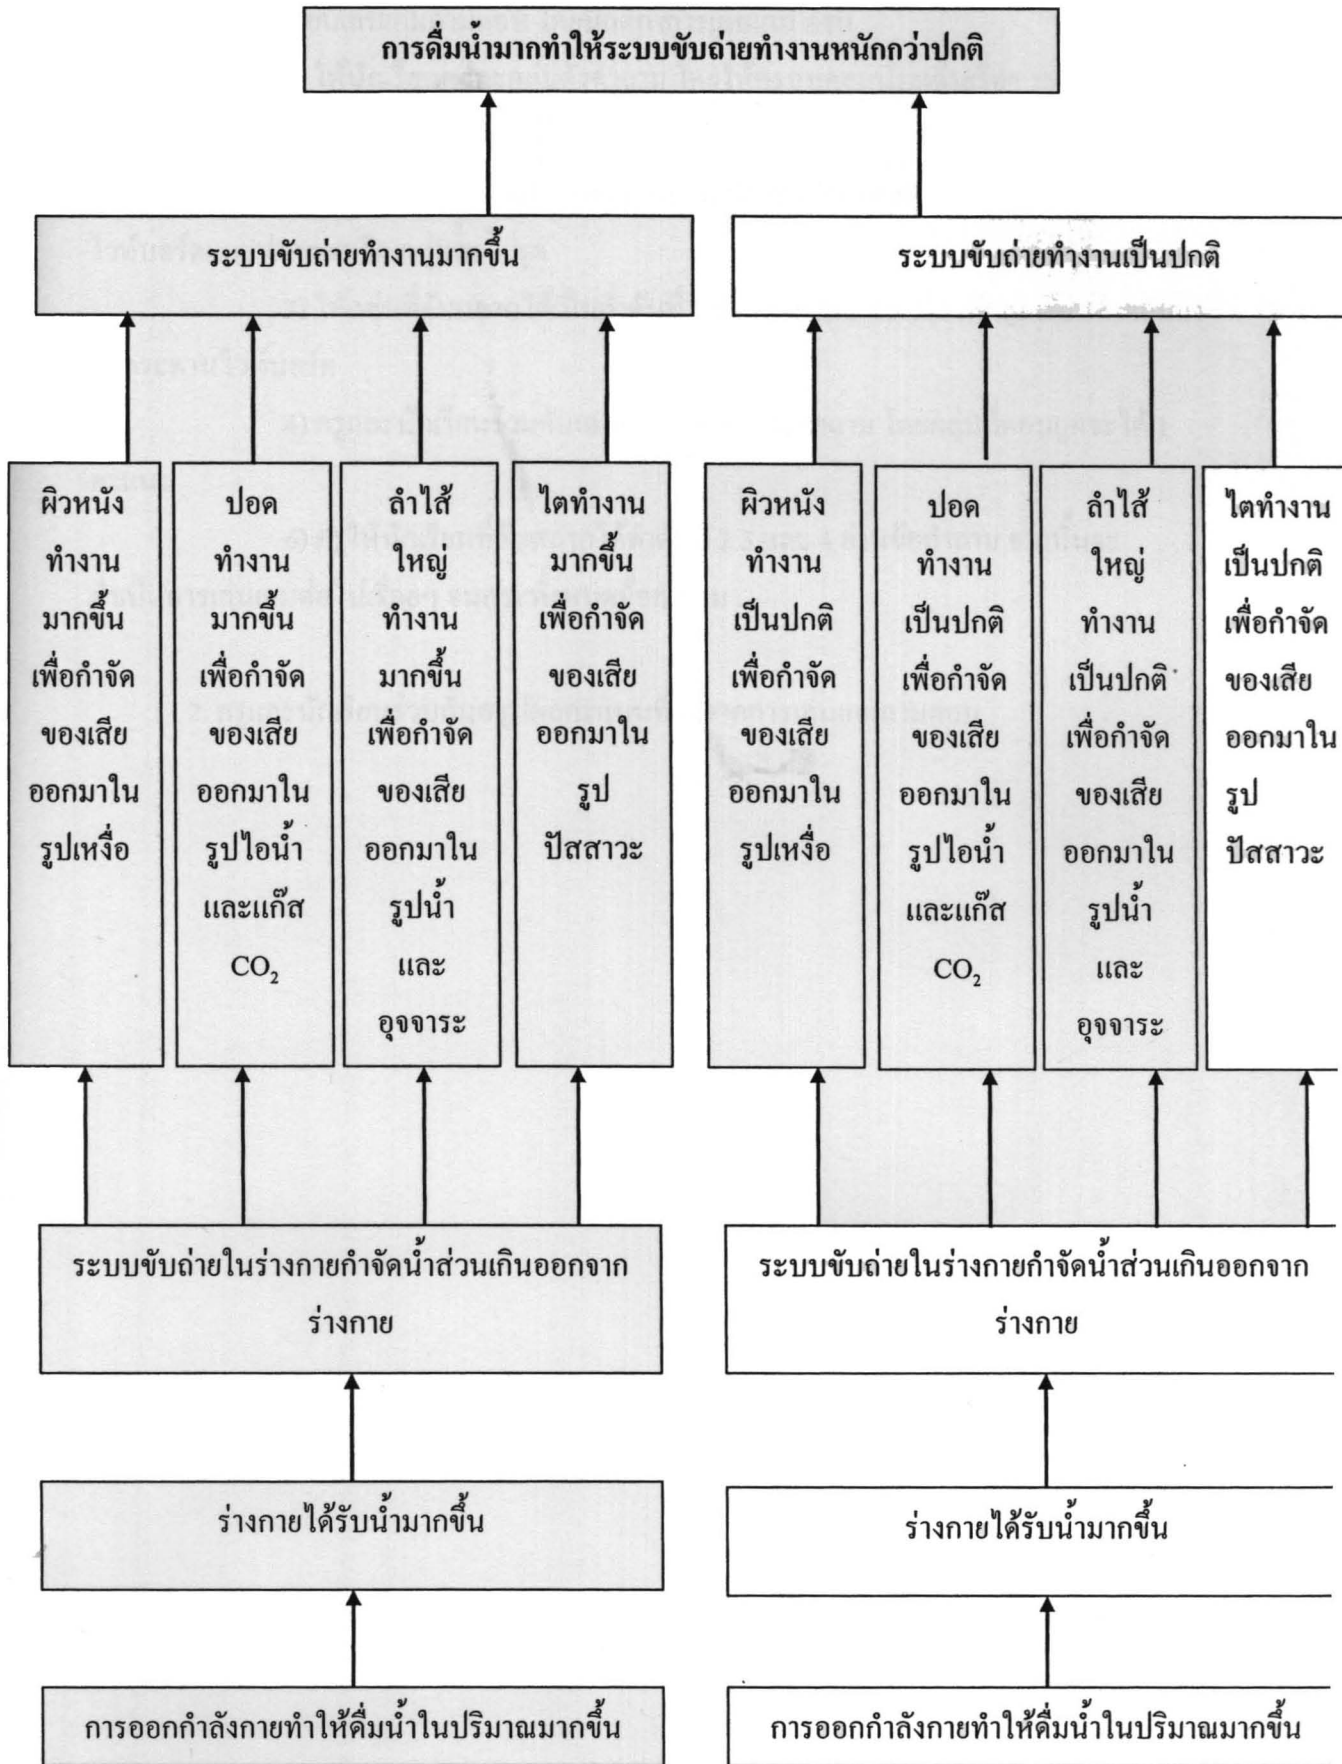 การดื่มน้ำมากทำให้ระบบขับถ่ายทำงานหนักกว่าปกติ
ระบบขับถ่ายทำงานมากขึ้น
ระบบขับถ่ายทำงานเป็นปกติ
ผิวหนัง
ทำงาน
มากขึ้น
เพื่อกำจัด
ของเสีย
ออกมาใน
รูปเหงื่อ
ปอด
ทำงาน
มากขึ้น
เพื่อกำจัด
ของเสีย
ออกมาใน
รูปไอน้ำ
และแก๊ส
CO₂
ลำไส้
ใหญ่
ทำงาน
มากขึ้น
เพื่อกำจัด
ของเสีย
ออกมาใน
รูปน้ำ
และ
อุจจาระ
ไตทำงาน
มากขึ้น
เพื่อกำจัด
ของเสีย
ออกมาใน
รูป
ปัสสาวะ
ผิวหนัง
ทำงาน
เป็นปกติ
เพื่อกำจัด
ของเสีย
ออกมาใน
รูปเหงื่อ
ปอด
ทำงาน
เป็นปกติ
เพื่อกำจัด
ของเสีย
ออกมาใน
รูปไอน้ำ
และแก๊ส
CO₂
ลำไส้
ใหญ่
ทำงาน
เป็นปกติ
เพื่อกำจัด
ของเสีย
ออกมาใน
รูปน้ำ
และ
อุจจาระ
ไตทำงาน
เป็นปกติ
เพื่อกำจัด
ของเสีย
ออกมาใน
รูป
ปัสสาวะ
ระบบขับถ่ายในร่างกายกำจัดน้ำส่วนเกินออกจาก
ร่างกาย
ระบบขับถ่ายในร่างกายกำจัดน้ำส่วนเกินออกจาก
ร่างกาย
ร่างกายได้รับน้ำมากขึ้น
ร่างกายได้รับน้ำมากขึ้น
การออกกำลังกายทำให้ดื่มน้ำในปริมาณมากขึ้น
การออกกำลังกายทำให้ดื่มน้ำในปริมาณมากขึ้น